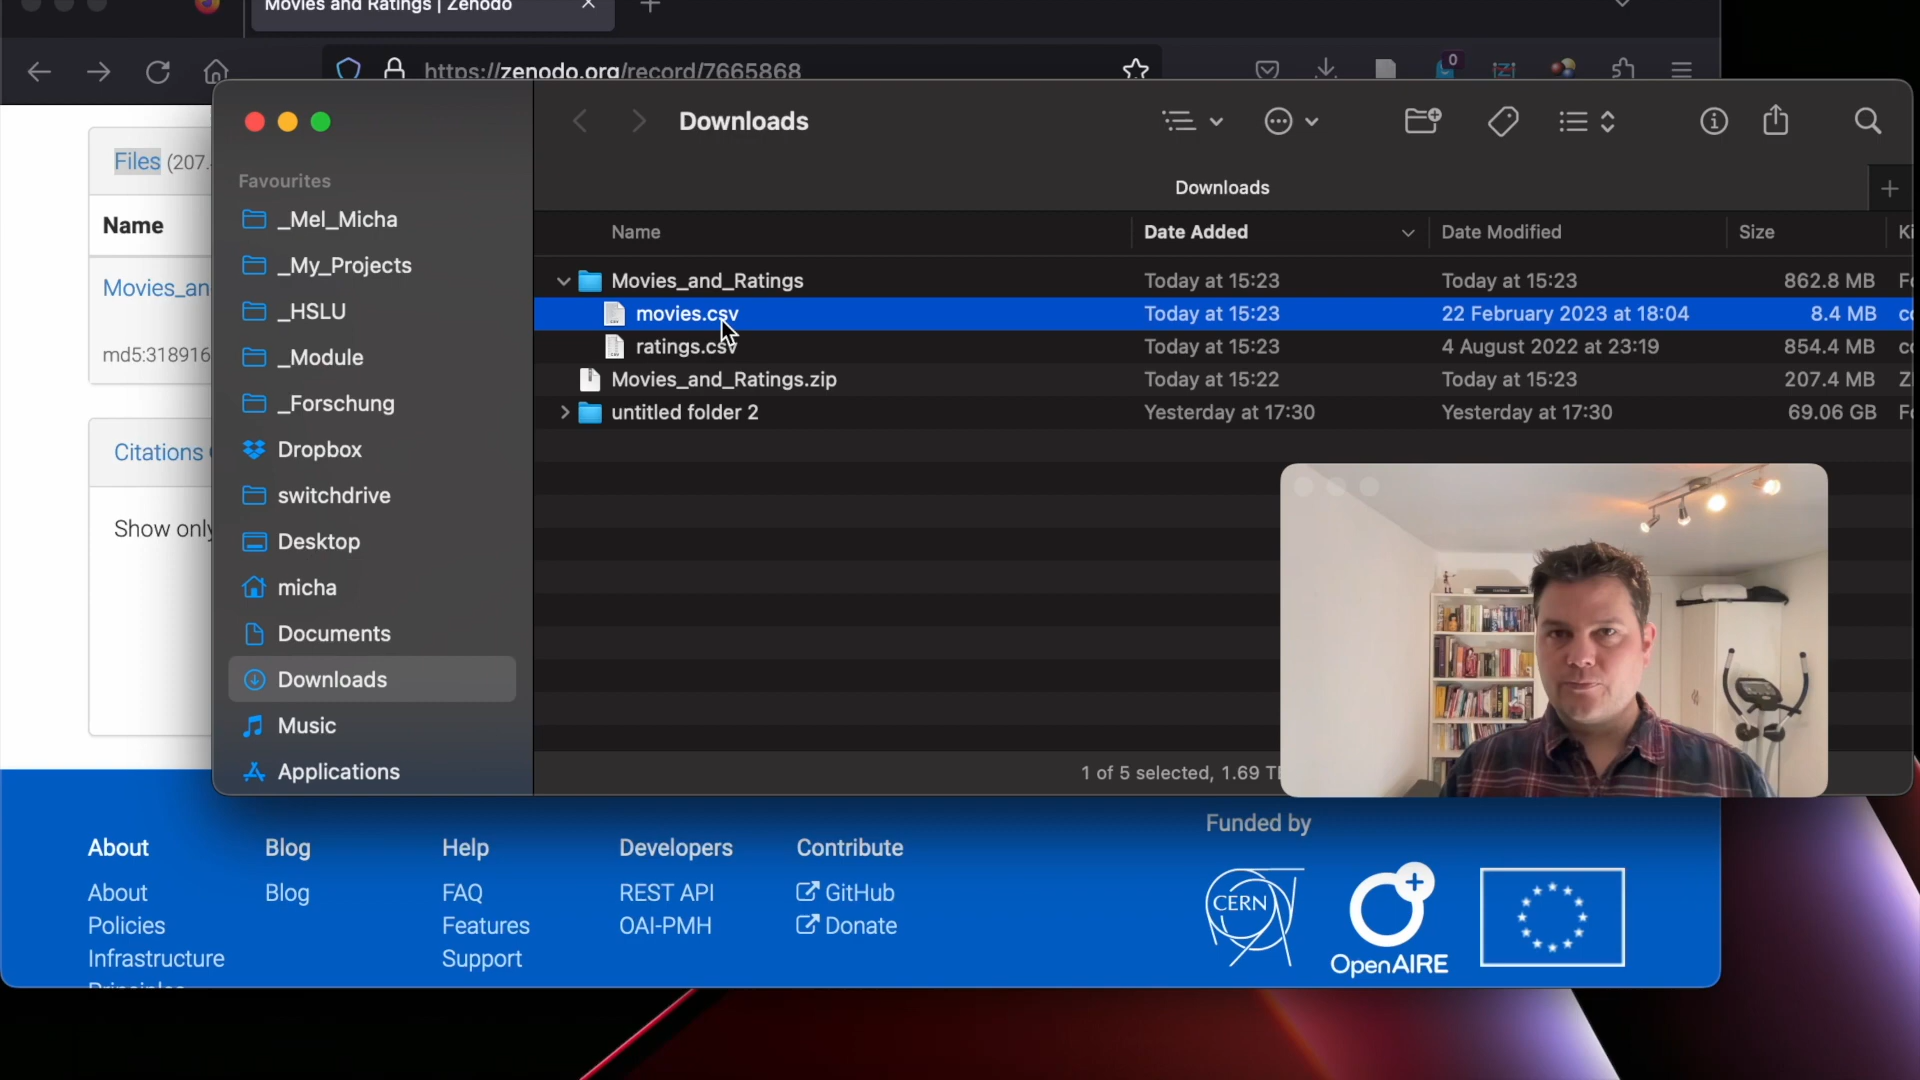 Movies and Ratings | Zenodo
https://zenodo.org/record/7665868
0
Files (207.
Name
Movies_an
md5:318916
Citations
Show only
Favourites
_Mel_Micha
_My_Projects
_HSLU
_Module
_Forschung
Dropbox
switchdrive
Desktop
micha
Documents
Downloads
Music
Applications
Downloads
Downloads
Name Date Added Date Modified Size Ki
Movies_and_Ratings Today at 15:23 Today at 15:23 862.8 MB
movies.csv Today at 15:23 22 February 2023 at 18:04 8.4 MB
ratings.csv Today at 15:23 4 August 2022 at 23:19 854.4 MB
Movies_and_Ratings.zip Today at 15:22 Today at 15:23 207.4 MB
untitled folder 2 Yesterday at 17:30 Yesterday at 17:30 69.06 GB
1 of 5 selected, 1.69 T
About Blog Help Developers Contribute
About Blog FAQ REST API GitHub
Policies Features OAI-PMH Donate
Infrastructure Support
Principles
Funded by
CERN
OpenAIRE